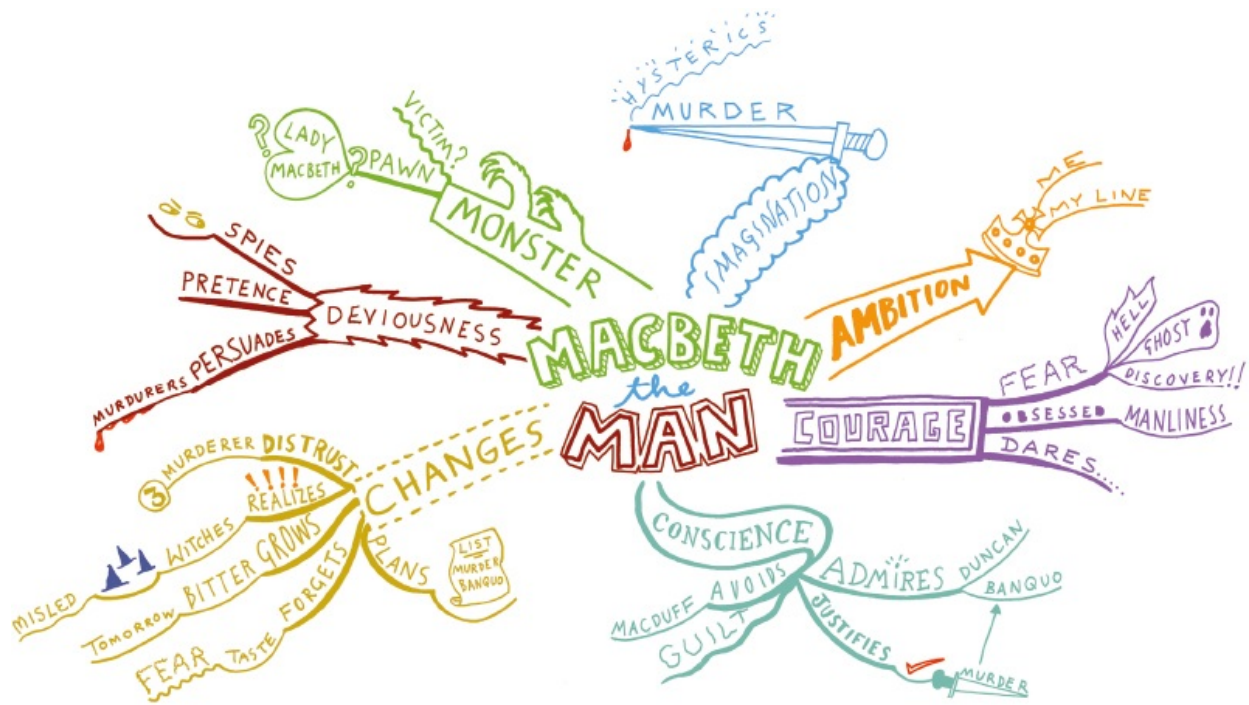 MACBETH
the
MAN
HYSTERICS
MURDER
IMAGINATION
AMBITION
ME
MY LINE
COURAGE
FEAR
HELL
GHOST
DISCOVERY!!
OBSESSED
MANLINESS
DARES.....
CONSCIENCE
ADMIRES
DUNCAN
BANQUO
JUSTIFIES
MURDER
AVOIDS
MACDUFF
GUILT
CHANGES
PLANS
LIST
MURDER
BANQUO
FORGETS
TASTE
FEAR
GROWS
BITTER
TOMORROW
!!!!
REALIZES
WITCHES
MISLED
DISTRUST
MURDERER
3
DEVIOUSNESS
PERSUADES
MURDURERS
PRETENCE
SPIES
MONSTER
VICTIM?
PAWN
?
LADY
MACBETH
?